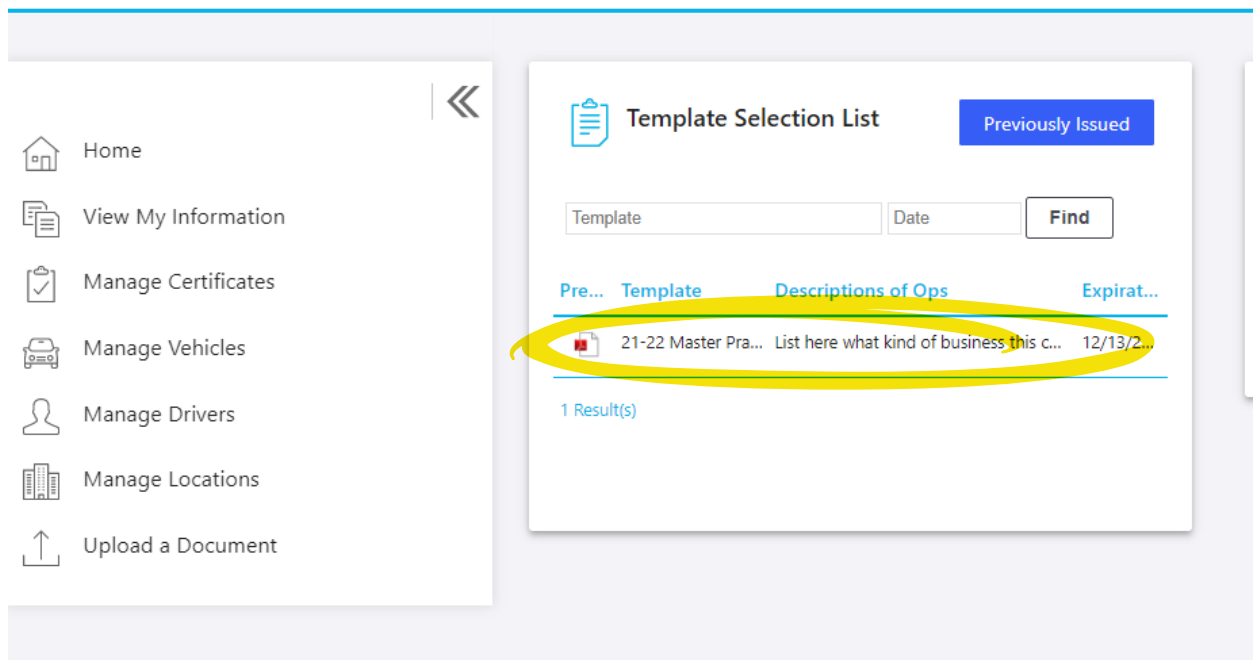 Home
View My Information
Manage Certificates
Manage Vehicles
Manage Drivers
Manage Locations
Upload a Document
Template Selection List
Previously Issued
Template Date Find
Pre... Template Descriptions of Ops Expirat...
21-22 Master Pra... List here what kind of business this c... 12/13/2...
1 Result(s)